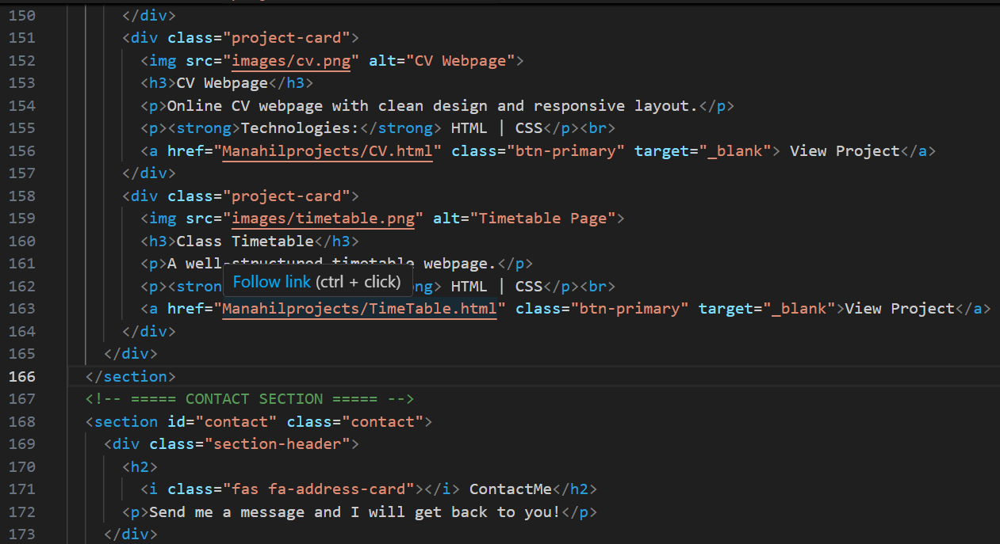 150 </div>
151 <div class="project-card">
152 <img src="images/cv.png" alt="CV Webpage">
153 <h3>CV Webpage</h3>
154 <p>Online CV webpage with clean design and responsive layout.</p>
155 <p><strong>Technologies:</strong> HTML | CSS</p><br>
156 <a href="Manahilprojects/CV.html" class="btn-primary" target="_blank"> View Project</a>
157 </div>
158 <div class="project-card">
159 <img src="images/timetable.png" alt="Timetable Page">
160 <h3>Class Timetable</h3>
161 <p>A well-structured timetable webpage.</p>
Follow link (ctrl + click)
162 <p><stron ng> HTML | CSS</p><br>
163 <a href="Manahilprojects/TimeTable.html" class="btn-primary" target="_blank">View Project</a>
164 </div>
165 </div>
166 </section>
167 <!-- ===== CONTACT SECTION ===== -->
168 <section id="contact" class="contact">
169 <div class="section-header">
170 <h2>
171 <i class="fas fa-address-card"></i> ContactMe</h2>
172 <p>Send me a message and I will get back to you!</p>
173 </div>